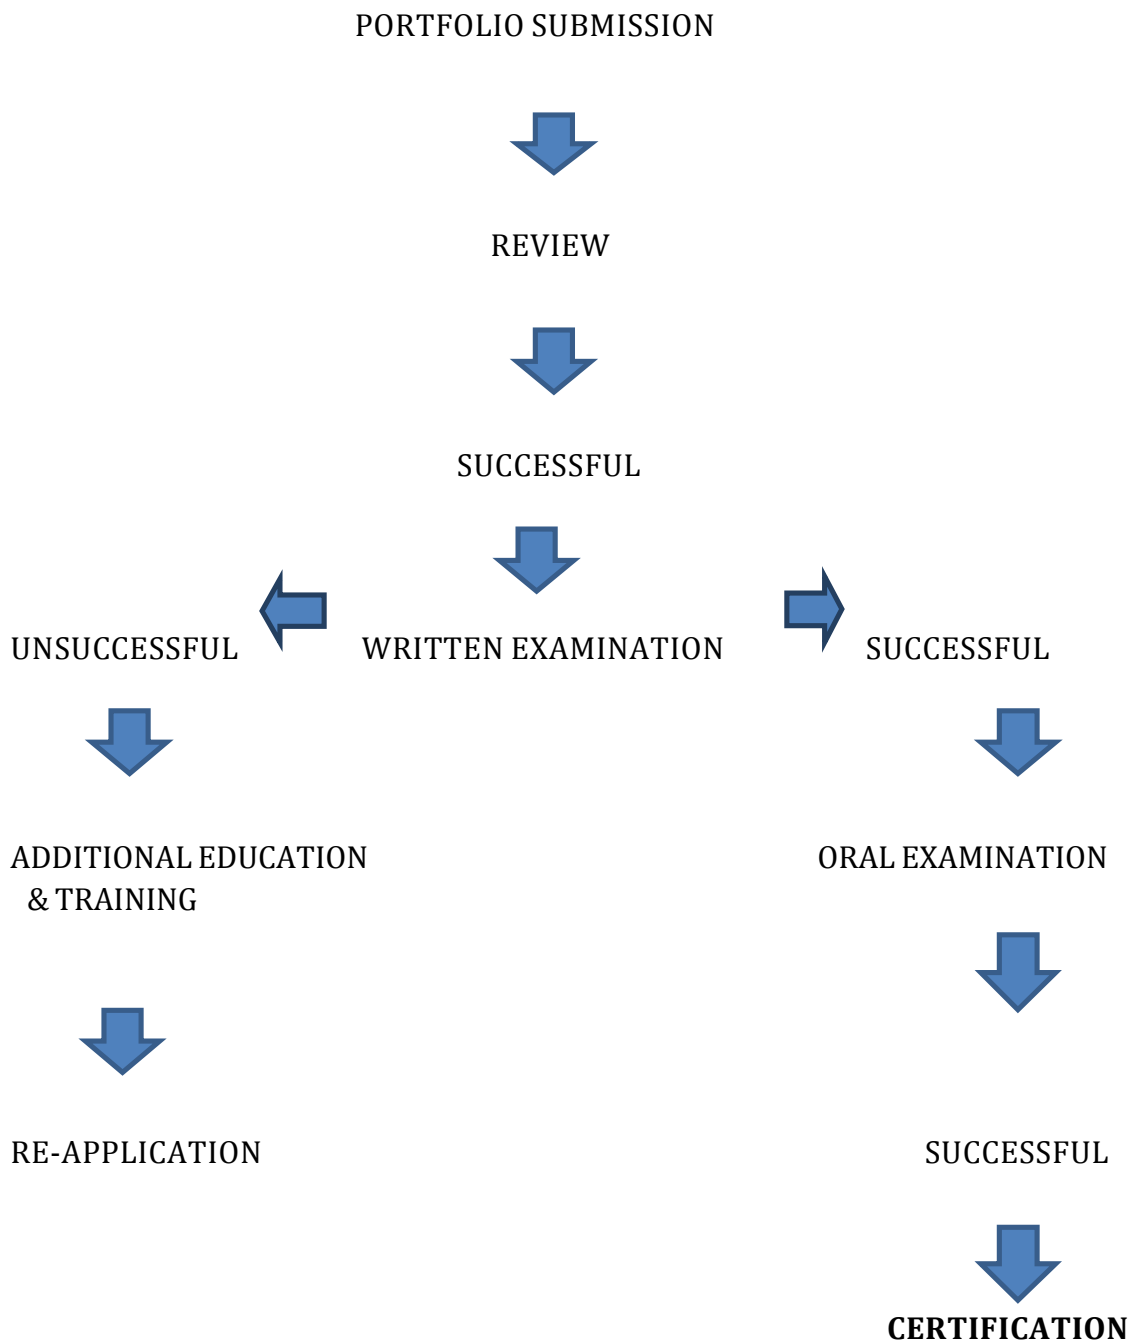 PORTFOLIO SUBMISSION
REVIEW
SUCCESSFUL
UNSUCCESSFUL
WRITTEN EXAMINATION
SUCCESSFUL
ADDITIONAL EDUCATION
& TRAINING
ORAL EXAMINATION
RE-APPLICATION
SUCCESSFUL
CERTIFICATION